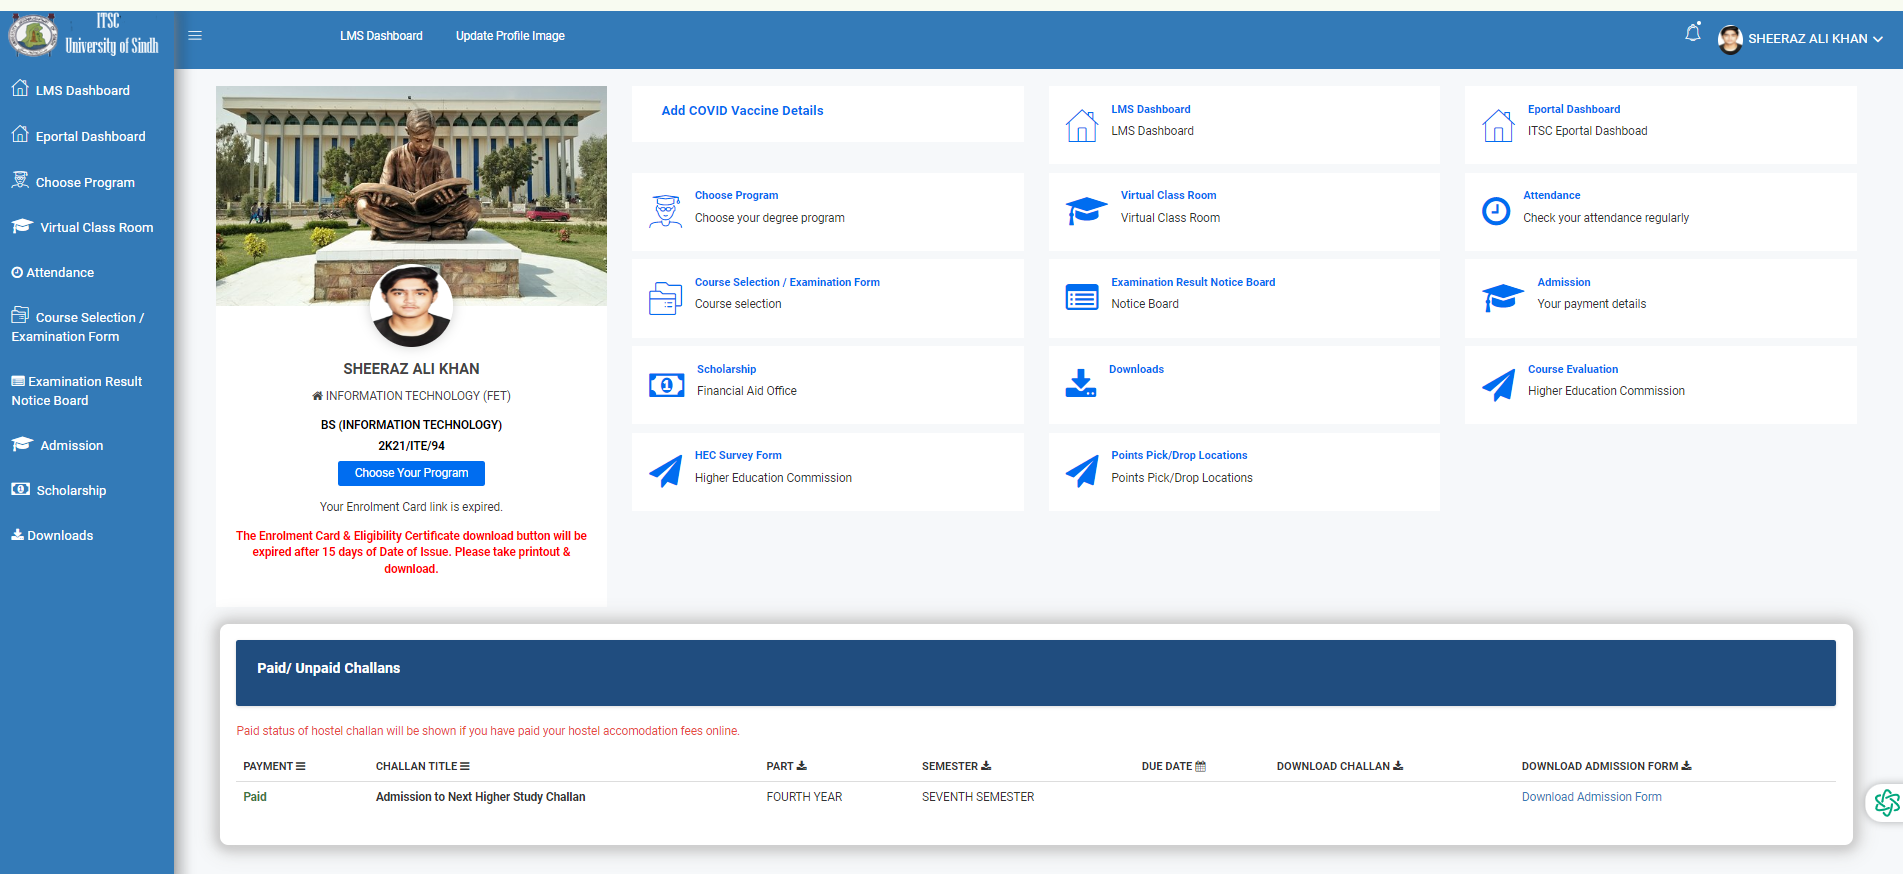 ITSC
University of Sindh
LMS Dashboard
Update Profile Image
SHEERAZ ALI KHAN
LMS Dashboard
Eportal Dashboard
Choose Program
Virtual Class Room
Attendance
Course Selection /
Examination Form
Examination Result
Notice Board
Admission
Scholarship
Downloads
SHEERAZ ALI KHAN
INFORMATION TECHNOLOGY (FET)
BS (INFORMATION TECHNOLOGY)
2K21/ITE/94
Choose Your Program
Your Enrolment Card link is expired.
The Enrolment Card & Eligibility Certificate download button will be
expired after 15 days of Date of Issue. Please take printout &
download.
Add COVID Vaccine Details
LMS Dashboard
LMS Dashboard
Eportal Dashboard
ITSC Eportal Dashboad
Choose Program
Choose your degree program
Virtual Class Room
Virtual Class Room
Attendance
Check your attendance regularly
Course Selection / Examination Form
Course selection
Examination Result Notice Board
Notice Board
Admission
Your payment details
Scholarship
Financial Aid Office
Downloads
Course Evaluation
Higher Education Commission
HEC Survey Form
Higher Education Commission
Points Pick/Drop Locations
Points Pick/Drop Locations
Paid/ Unpaid Challans
Paid status of hostel challan will be shown if you have paid your hostel accomodation fees online.
PAYMENT CHALLAN TITLE PART SEMESTER DUE DATE DOWNLOAD CHALLAN DOWNLOAD ADMISSION FORM
Paid Admission to Next Higher Study Challan FOURTH YEAR SEVENTH SEMESTER Download Admission Form